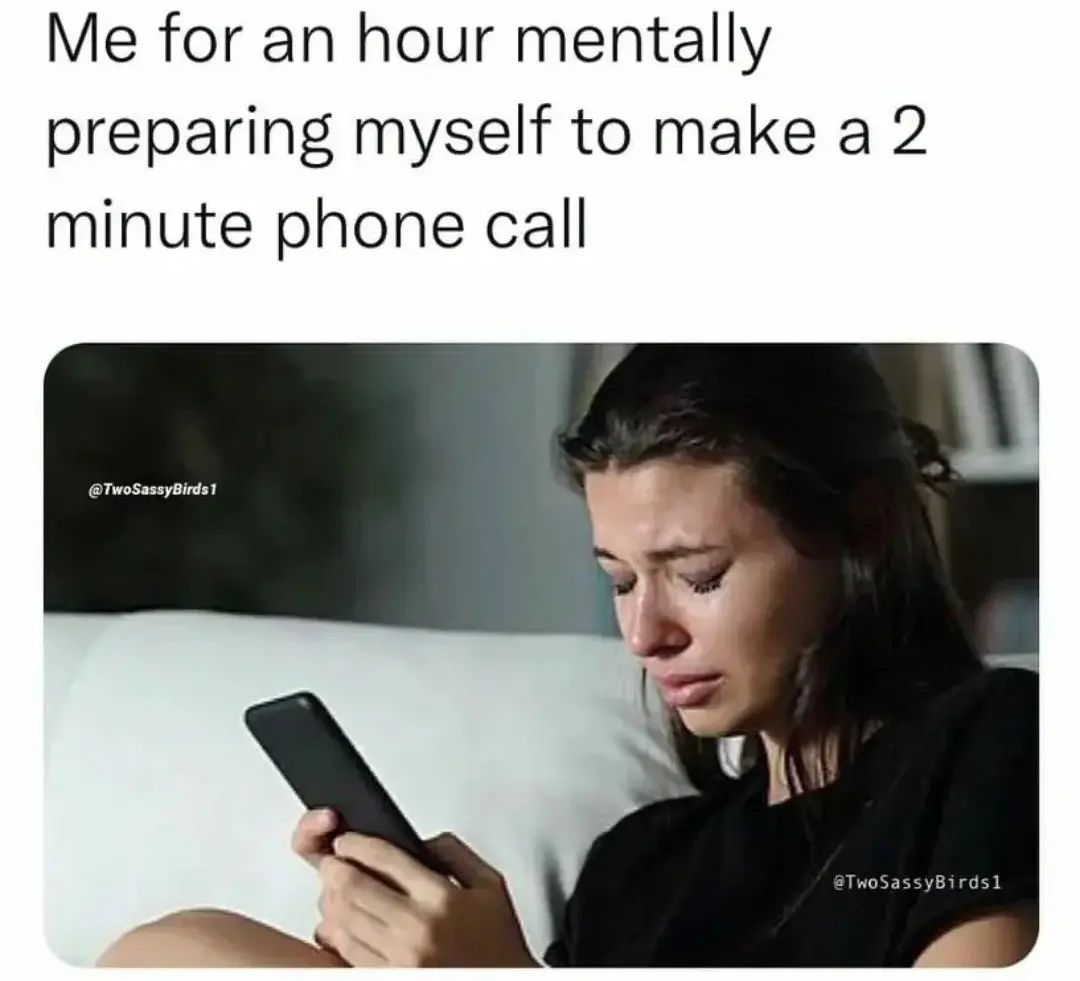 Me for an hour mentally
preparing myself to make a 2
minute phone call
@TwoSassyBirds1
@TwoSassyBirds1